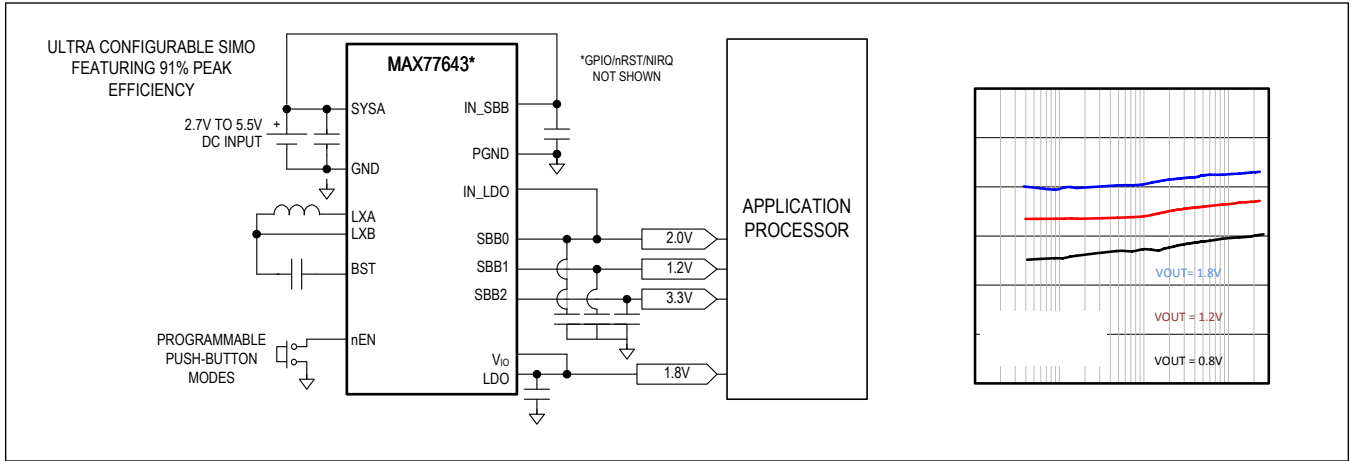 ULTRA CONFIGURABLE SIMO
FEATURING 91% PEAK
EFFICIENCY
2.7V TO 5.5V
DC INPUT
+
MAX77643*
*GPIO/nRST/NIRQ
NOT SHOWN
SYSA
GND
LXA
LXB
BST
nEN
PROGRAMMABLE
PUSH-BUTTON
MODES
IN_SBB
PGND
IN_LDO
SBB0
SBB1
SBB2
VIO
LDO
2.0V
1.2V
3.3V
1.8V
APPLICATION
PROCESSOR
VOUT= 1.8V
VOUT = 1.2V
VOUT = 0.8V